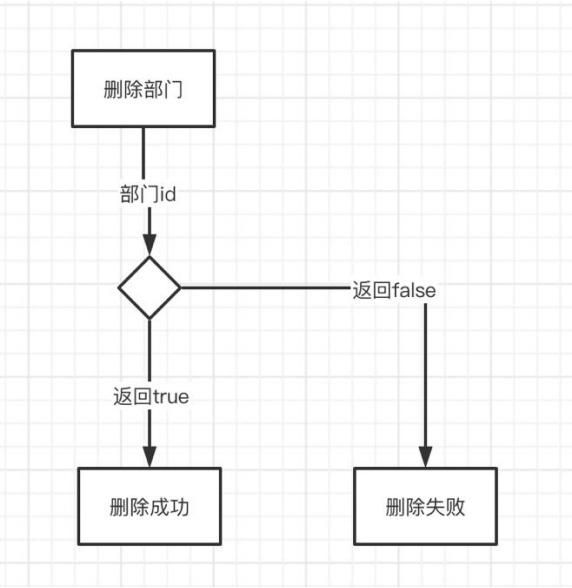 删除部门
部门id
返回false
返回true
删除成功
删除失败